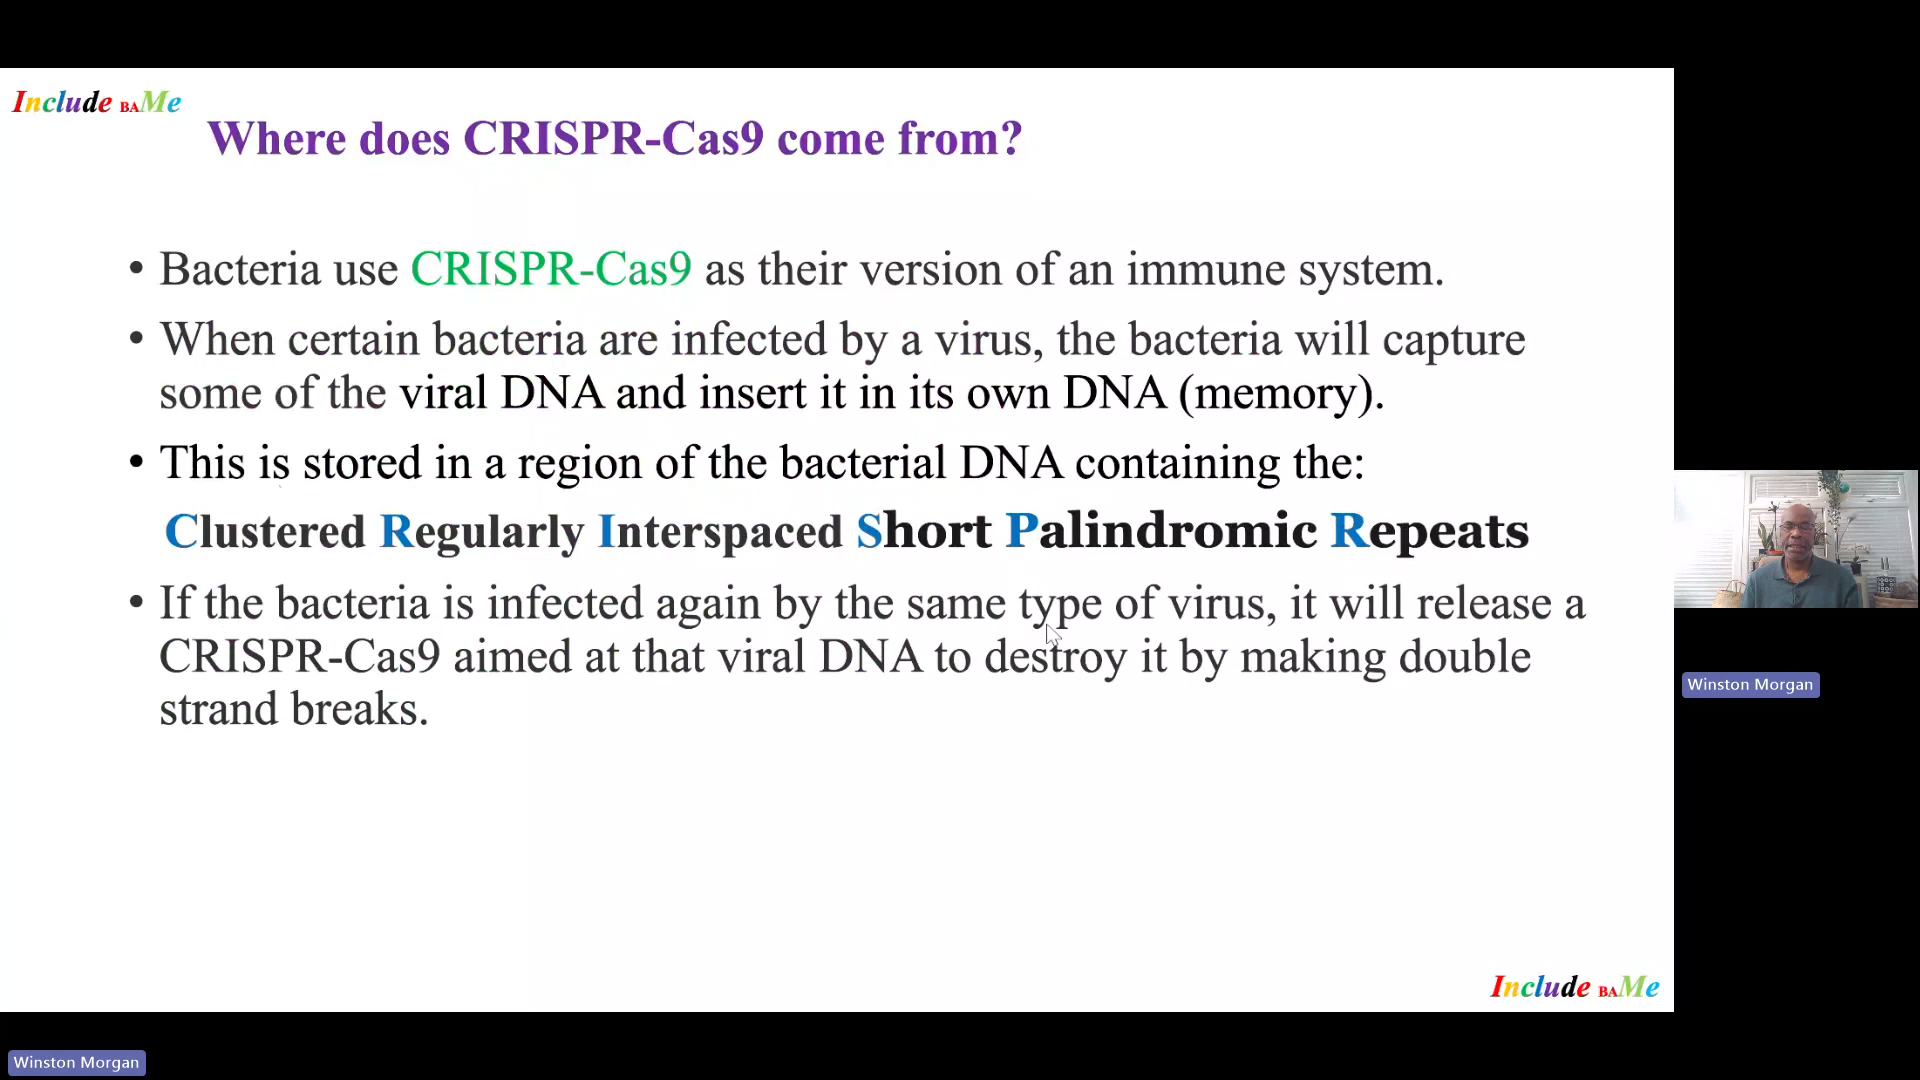 Include BAMe
Where does CRISPR-Cas9 come from?
• Bacteria use CRISPR-Cas9 as their version of an immune system.
• When certain bacteria are infected by a virus, the bacteria will capture
some of the viral DNA and insert it in its own DNA (memory).
• This is stored in a region of the bacterial DNA containing the:
Clustered Regularly Interspaced Short Palindromic Repeats
• If the bacteria is infected again by the same type of virus, it will release a
CRISPR-Cas9 aimed at that viral DNA to destroy it by making double
strand breaks.
Winston Morgan
Include BAMe
Winston Morgan